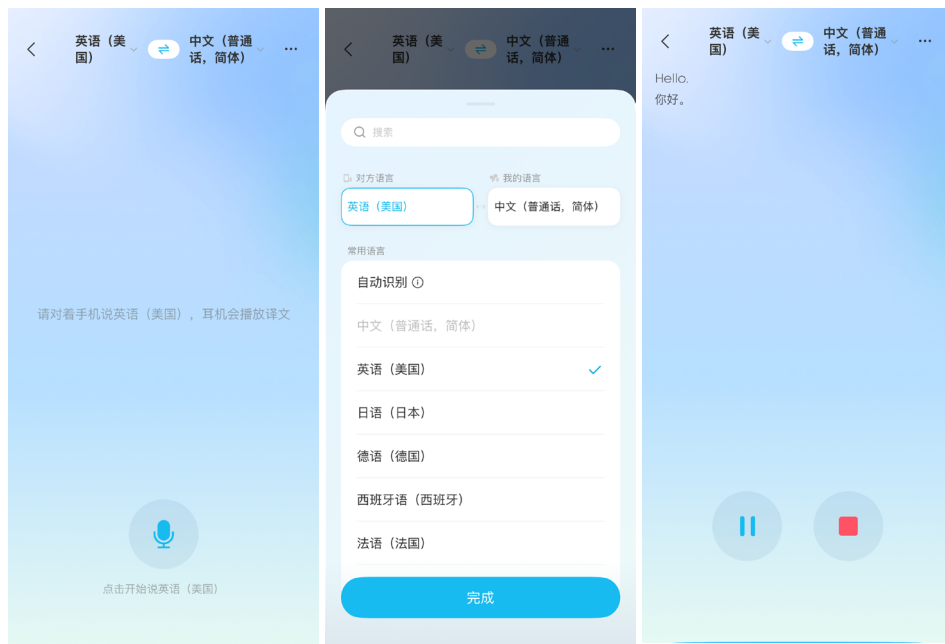 英语（美
国）
中文（普通
话，简体）
请对着手机说英语（美国），耳机会播放译文
点击开始说英语（美国）
英语（美
国）
中文（普通
话，简体）
搜索
对方语言
我的语言
英语（美国）
中文（普通话，简体）
常用语言
自动识别
中文（普通话，简体）
英语（美国）
日语（日本）
德语（德国）
西班牙语（西班牙）
法语（法国）
完成
英语（美
国）
中文（普通
话，简体）
Hello.
你好。